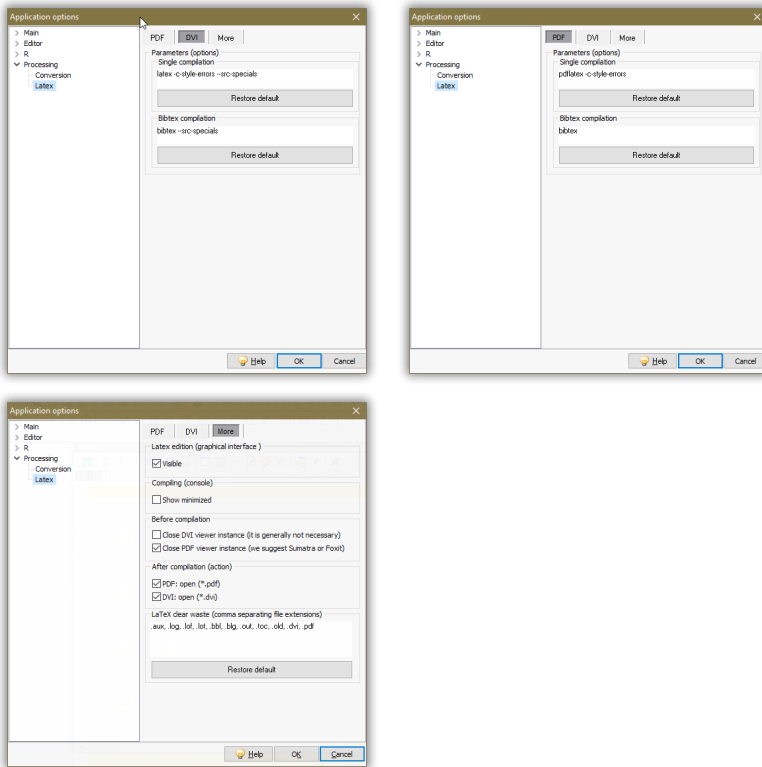 Application options
> Main
> Editor
> R
Processing
Conversion
Latex
PDF DVI More
Parameters (options)
Single compilation
latex -c-style-errors --src-specials
Restore default
Bibtex compilation
bibtex --src-specials
Restore default
Help OK Cancel
Application options
> Main
> Editor
> R
Processing
Conversion
Latex
PDF DVI More
Parameters (options)
Single compilation
pdflatex -c-style-errors
Restore default
Bibtex compilation
bibtex
Restore default
Help OK Cancel
Application options
> Main
> Editor
> R
Processing
Conversion
Latex
PDF DVI More
Latex edition (graphical interface )
Visible
Compiling (console)
Show minimized
Before compilation
Close DVI viewer instance (it is generally not necessary)
Close PDF viewer instance (we suggest Sumatra or Foxit)
After compilation (action)
PDF: open (*.pdf)
DVI: open (*.dvi)
LaTeX clear waste (comma separating file extensions)
.aux, .log, .lof, .lot, .bbl, .blg, .out, .toc, .old, .dvi, .pdf
Restore default
Help OK Cancel